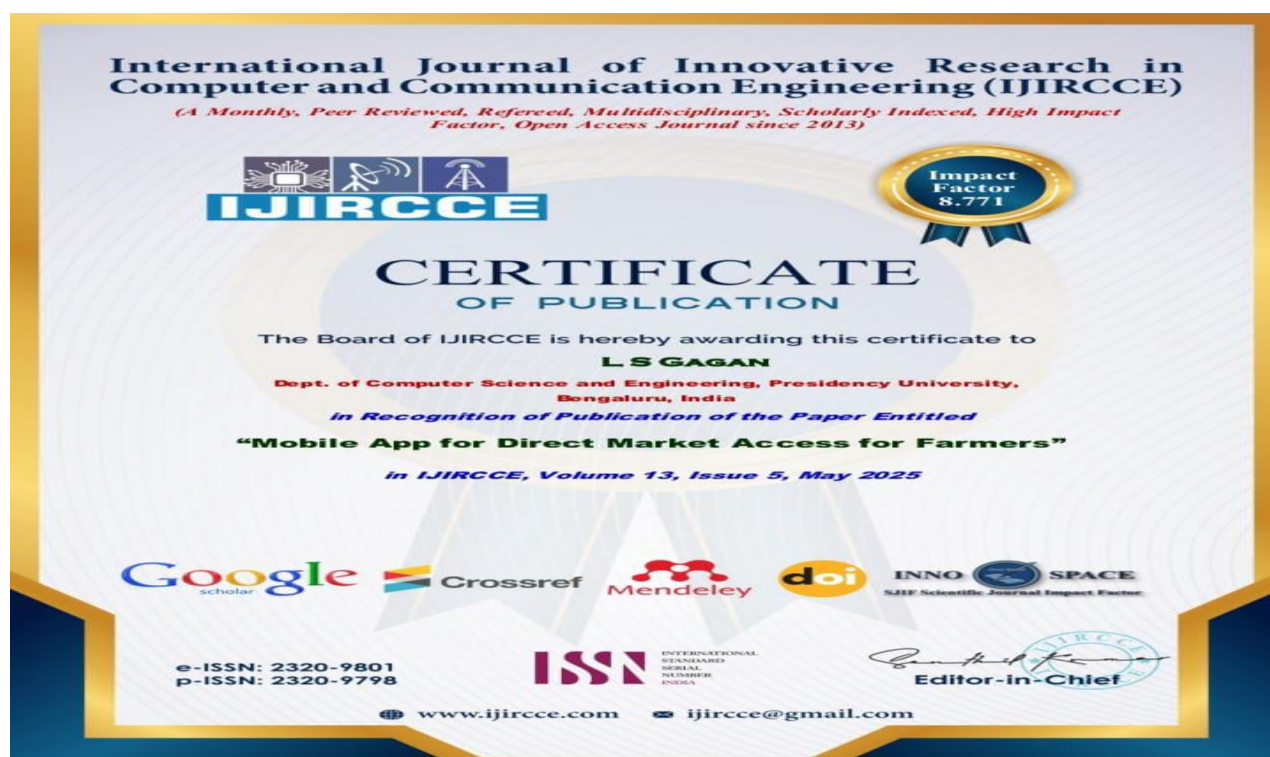 International Journal of Innovative Research in
Computer and Communication Engineering (IJIRCCE)
(A Monthly, Peer Reviewed, Refereed, Multidisciplinary, Scholarly Indexed, High Impact
Factor, Open Access Journal since 2013)
IJIRCCE
Impact
Factor
8.771
CERTIFICATE
OF PUBLICATION
The Board of IJIRCCE is hereby awarding this certificate to
L S GAGAN
Dept. of Computer Science and Engineering, Presidency University,
Bengaluru, India
in Recognition of Publication of the Paper Entitled
“Mobile App for Direct Market Access for Farmers”
in IJIRCCE, Volume 13, Issue 5, May 2025
Google
scholar
Crossref
Mendeley
doi
INNO SPACE
SJIF Scientific Journal Impact Factor
e-ISSN: 2320-9801
p-ISSN: 2320-9798
ISSN
INTERNATIONAL
STANDARD
SERIAL
NUMBER
INDIA
IJIRCCE
Editor-in-Chief
www.ijircce.com ijircce@gmail.com